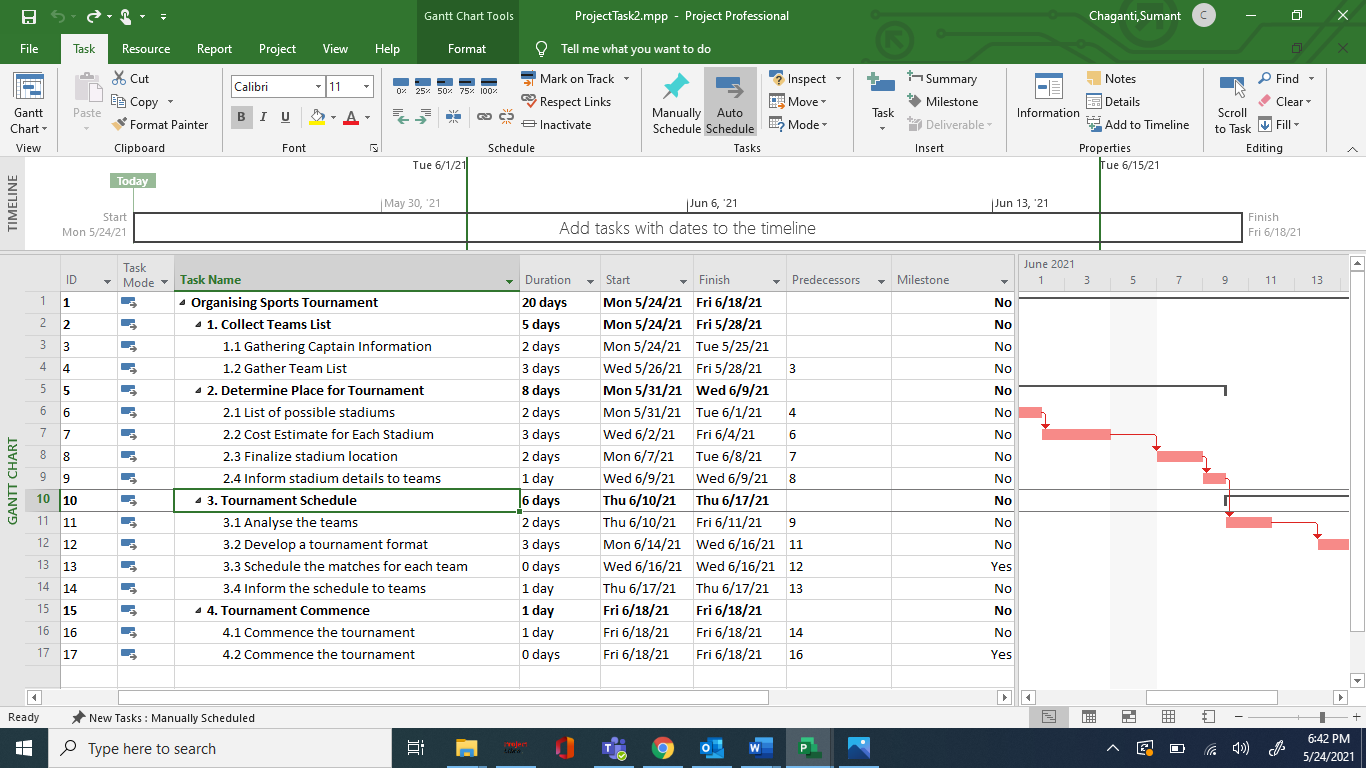 Gantt Chart Tools ProjectTask2.mpp - Project Professional Chaganti,Sumant C
File Task Resource Report Project View Help Format Tell me what you want to do
Gantt Chart
View
Paste
Cut
Copy
Format Painter
Clipboard
Calibri 11
B I U A
Font
0% 25% 50% 75% 100%
Mark on Track
Respect Links
Inactivate
Schedule
Manually Schedule
Auto Schedule
Inspect
Move
Mode
Tasks
Task
Summary
Milestone
Deliverable
Insert
Information
Notes
Details
Add to Timeline
Properties
Scroll to Task
Find
Clear
Fill
Editing
TIMELINE
Tue 6/1/21 Tue 6/15/21
Today
May 30, '21 Jun 6, '21 Jun 13, '21
Start
Mon 5/24/21
Add tasks with dates to the timeline
Finish
Fri 6/18/21
GANTT CHART
ID Task Mode Task Name Duration Start Finish Predecessors Milestone
June 2021
1 3 5 7 9 11 13
1 1 Organising Sports Tournament 20 days Mon 5/24/21 Fri 6/18/21 No
2 2 1. Collect Teams List 5 days Mon 5/24/21 Fri 5/28/21 No
3 3 1.1 Gathering Captain Information 2 days Mon 5/24/21 Tue 5/25/21 No
4 4 1.2 Gather Team List 3 days Wed 5/26/21 Fri 5/28/21 3 No
5 5 2. Determine Place for Tournament 8 days Mon 5/31/21 Wed 6/9/21 No
6 6 2.1 List of possible stadiums 2 days Mon 5/31/21 Tue 6/1/21 4 No
7 7 2.2 Cost Estimate for Each Stadium 3 days Wed 6/2/21 Fri 6/4/21 6 No
8 8 2.3 Finalize stadium location 2 days Mon 6/7/21 Tue 6/8/21 7 No
9 9 2.4 Inform stadium details to teams 1 day Wed 6/9/21 Wed 6/9/21 8 No
10 10 3. Tournament Schedule 6 days Thu 6/10/21 Thu 6/17/21 No
11 11 3.1 Analyse the teams 2 days Thu 6/10/21 Fri 6/11/21 9 No
12 12 3.2 Develop a tournament format 3 days Mon 6/14/21 Wed 6/16/21 11 No
13 13 3.3 Schedule the matches for each team 0 days Wed 6/16/21 Wed 6/16/21 12 Yes
14 14 3.4 Inform the schedule to teams 1 day Thu 6/17/21 Thu 6/17/21 13 No
15 15 4. Tournament Commence 1 day Fri 6/18/21 Fri 6/18/21 No
16 16 4.1 Commence the tournament 1 day Fri 6/18/21 Fri 6/18/21 14 No
17 17 4.2 Commence the tournament 0 days Fri 6/18/21 Fri 6/18/21 16 Yes
Ready New Tasks : Manually Scheduled
Type here to search
6:42 PM
5/24/2021